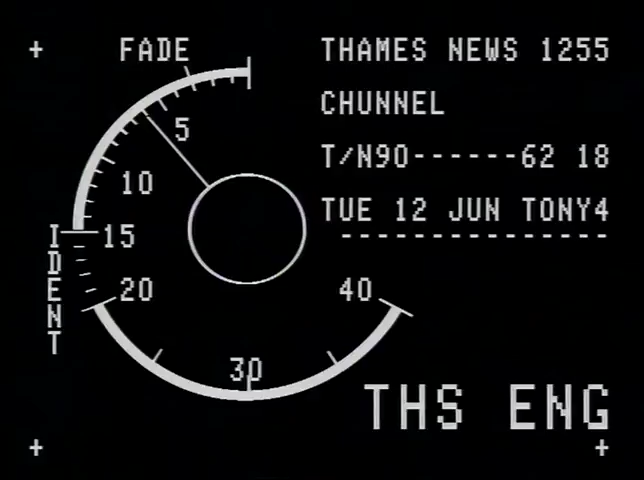 FADE
THAMES NEWS 1255
CHUNNEL
T/N90------62 18
TUE 12 JUN TONY4
----------------
5
10
15
20
30
40
IDENT
THS ENG